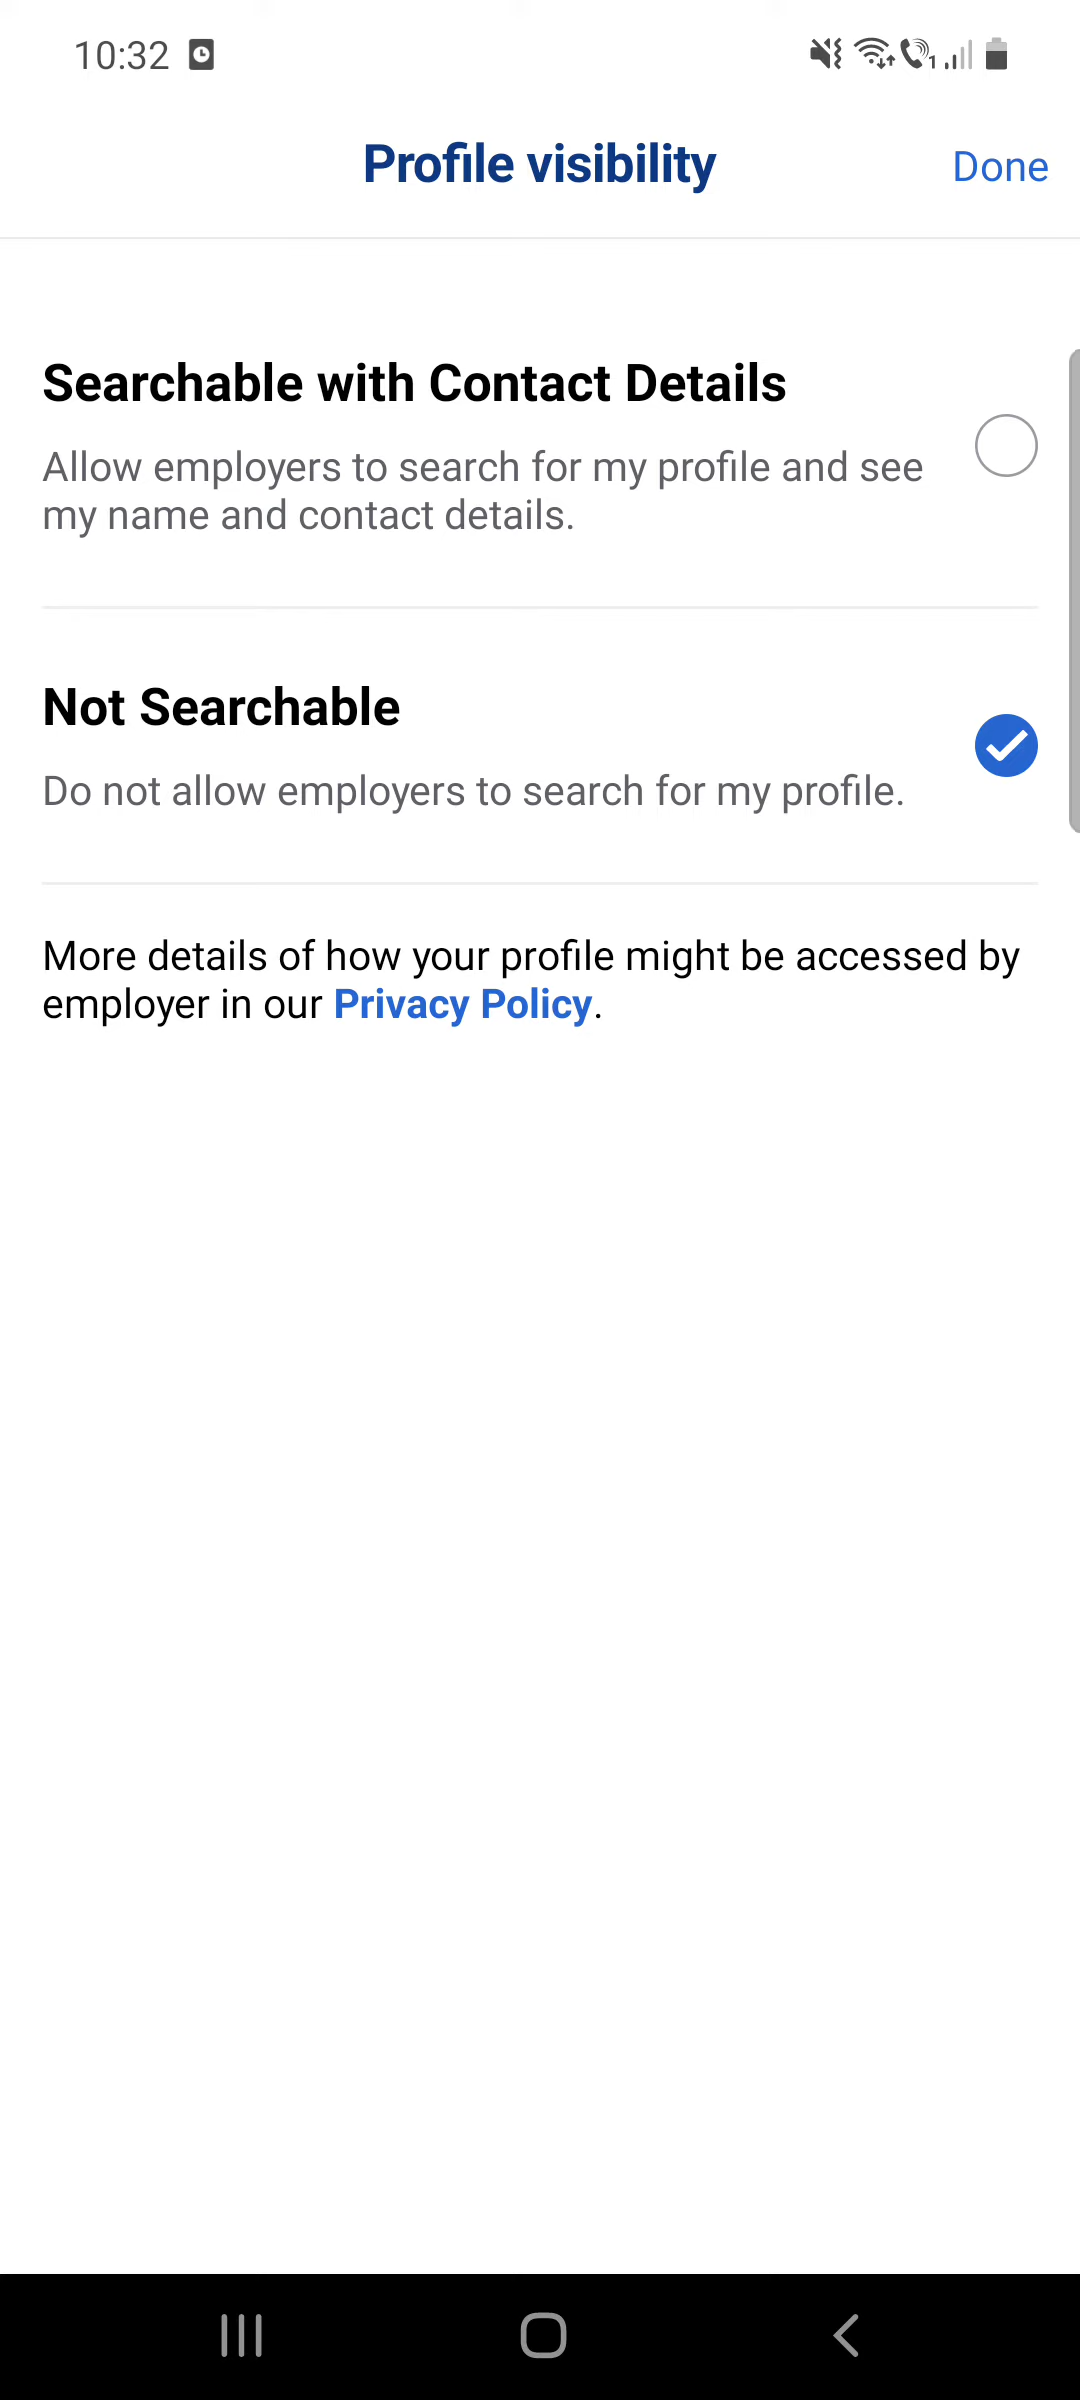 10:32
Profile visibility
Done
Searchable with Contact Details
Allow employers to search for my profile and see
my name and contact details.
Not Searchable
Do not allow employers to search for my profile.
More details of how your profile might be accessed by
employer in our Privacy Policy.